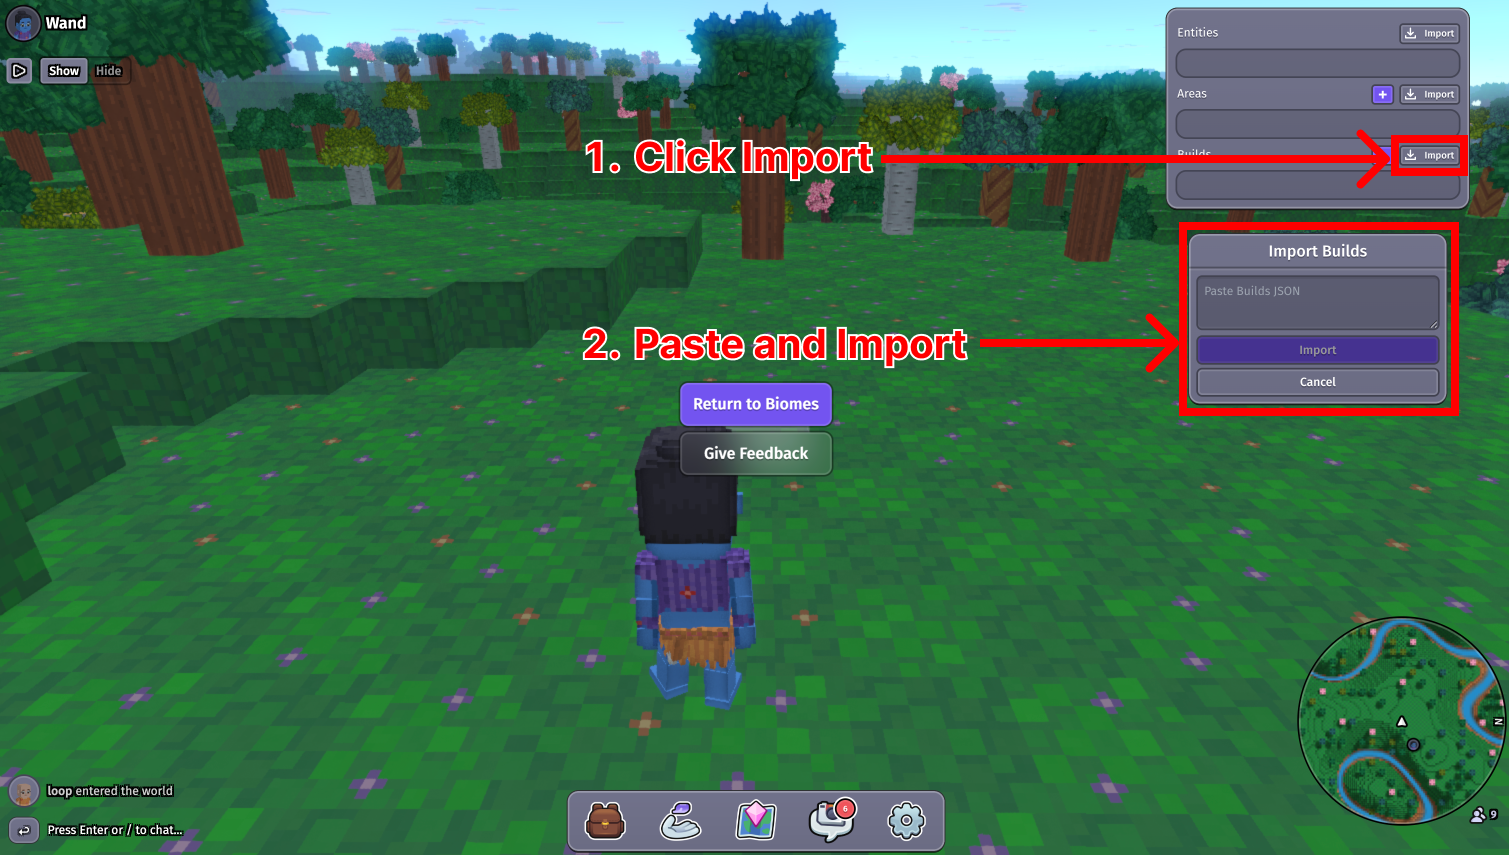 Wand
Show Hide
Entities Import
Areas + Import
Builds Import
1. Click Import
Import Builds
Paste Builds JSON
2. Paste and Import
Import
Cancel
Return to Biomes
Give Feedback
N
loop entered the world
Press Enter or / to chat...
6
9